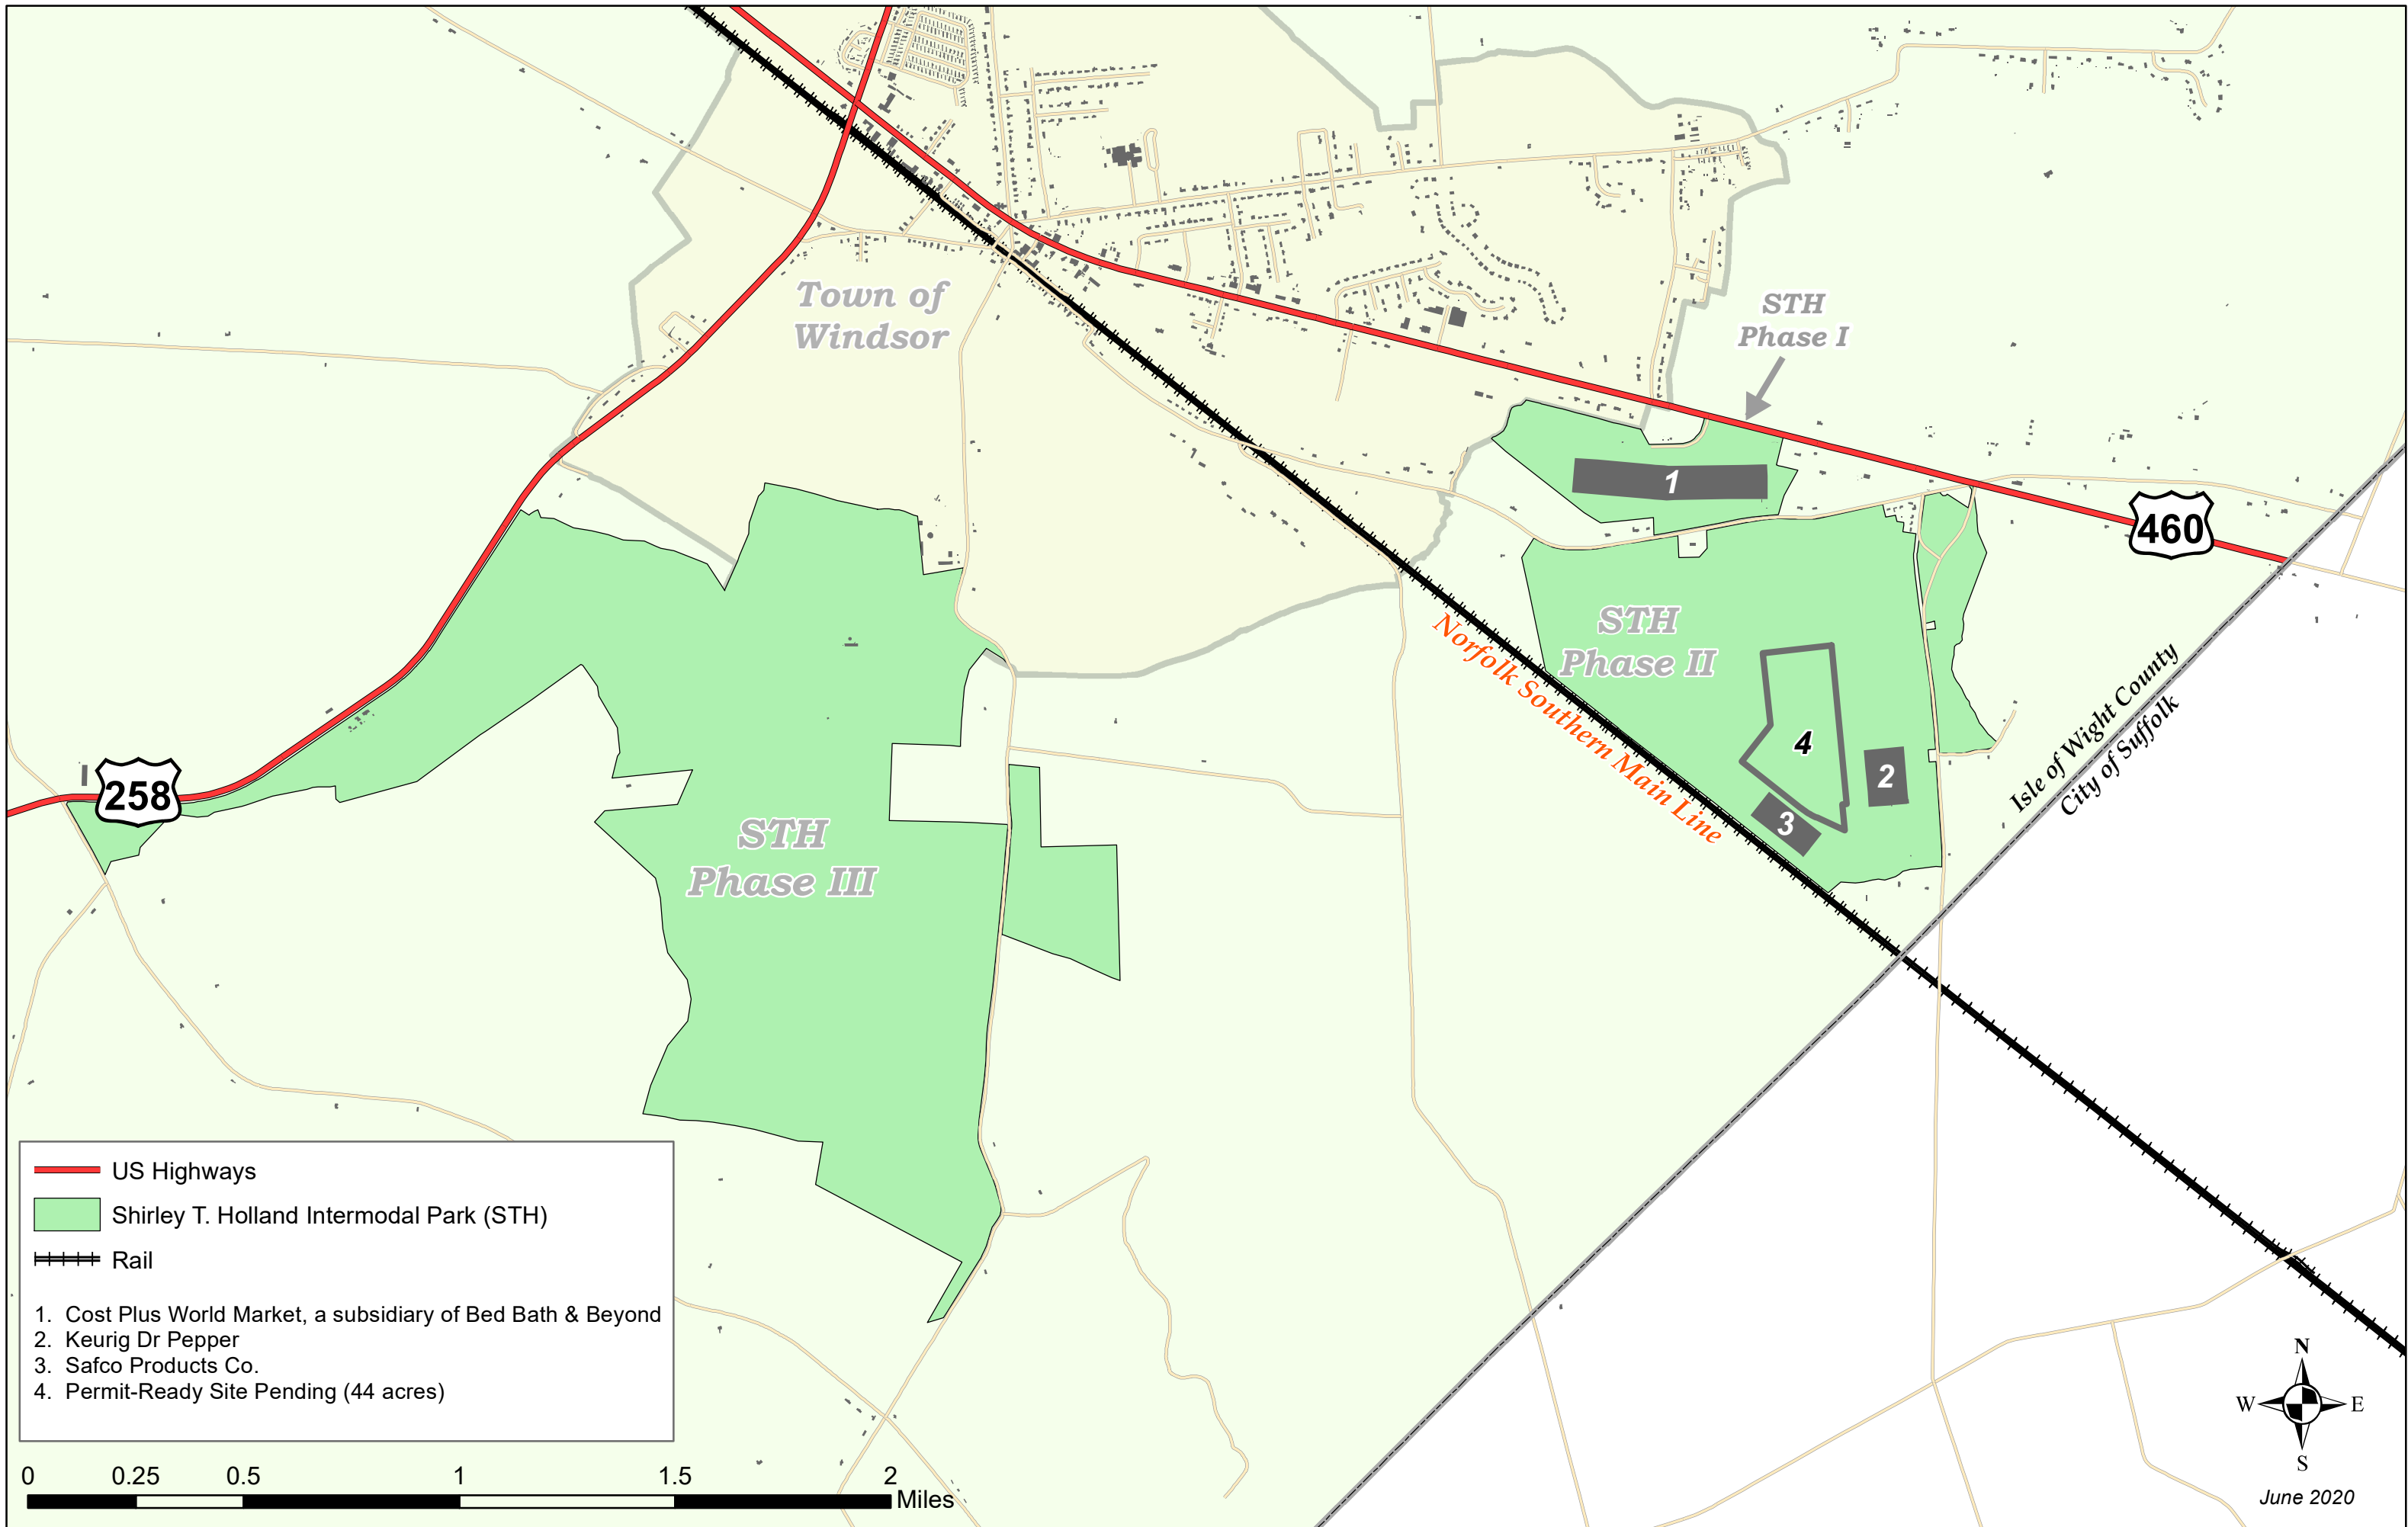 Town of
Windsor
STH
Phase I
1
460
STH
Phase II
Norfolk Southern Main Line
4
2
3
Isle of Wight County
City of Suffolk
258
STH
Phase III
US Highways
Shirley T. Holland Intermodal Park (STH)
Rail
1. Cost Plus World Market, a subsidiary of Bed Bath & Beyond
2. Keurig Dr Pepper
3. Safco Products Co.
4. Permit-Ready Site Pending (44 acres)
0 0.25 0.5 1 1.5 2
Miles
N
W E
S
June 2020